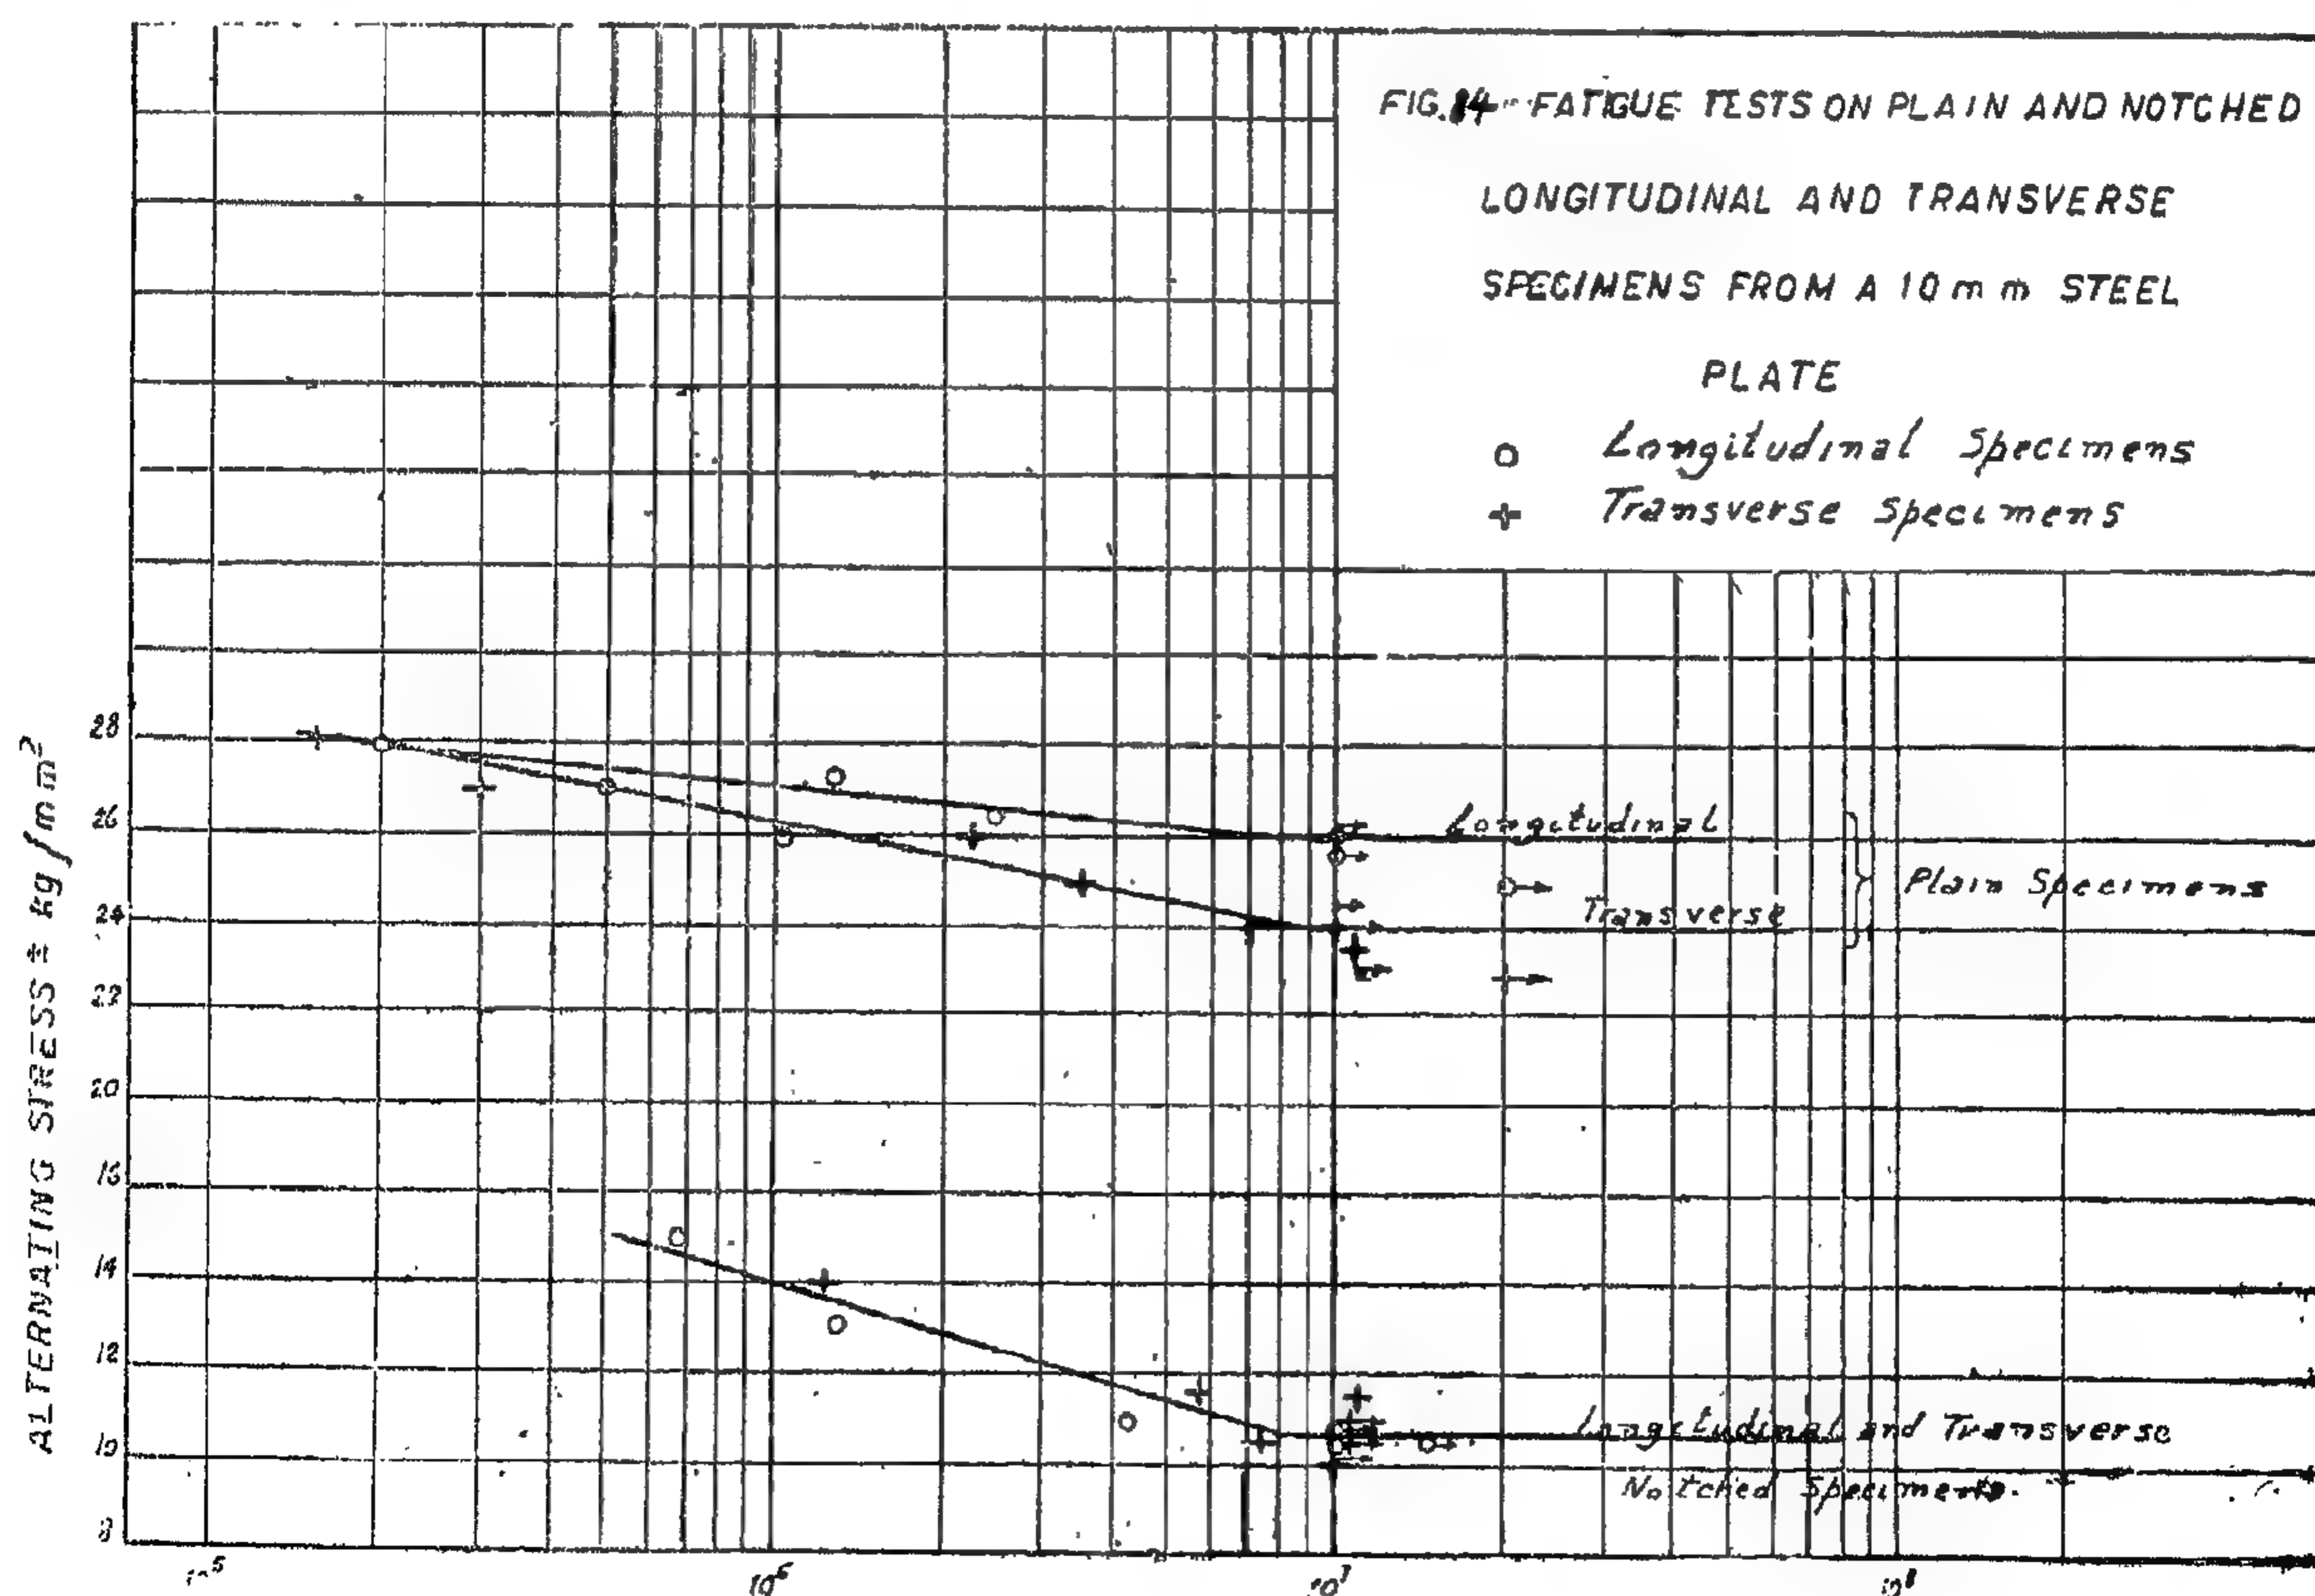 FIG. 14 - FATIGUE TESTS ON PLAIN AND NOTCHED
LONGITUDINAL AND TRANSVERSE
SPECIMENS FROM A 10 mm STEEL
PLATE
o Longitudinal Specimens
+ Transverse Specimens
ALTERNATING STRESS ± kg/mm²
28
26
24
22
20
16
14
12
10
8
Longitudinal
Plain Specimens
Transverse
Longitudinal and Transverse
Notched Specimens.
10⁵
10⁶
10⁷
10⁸